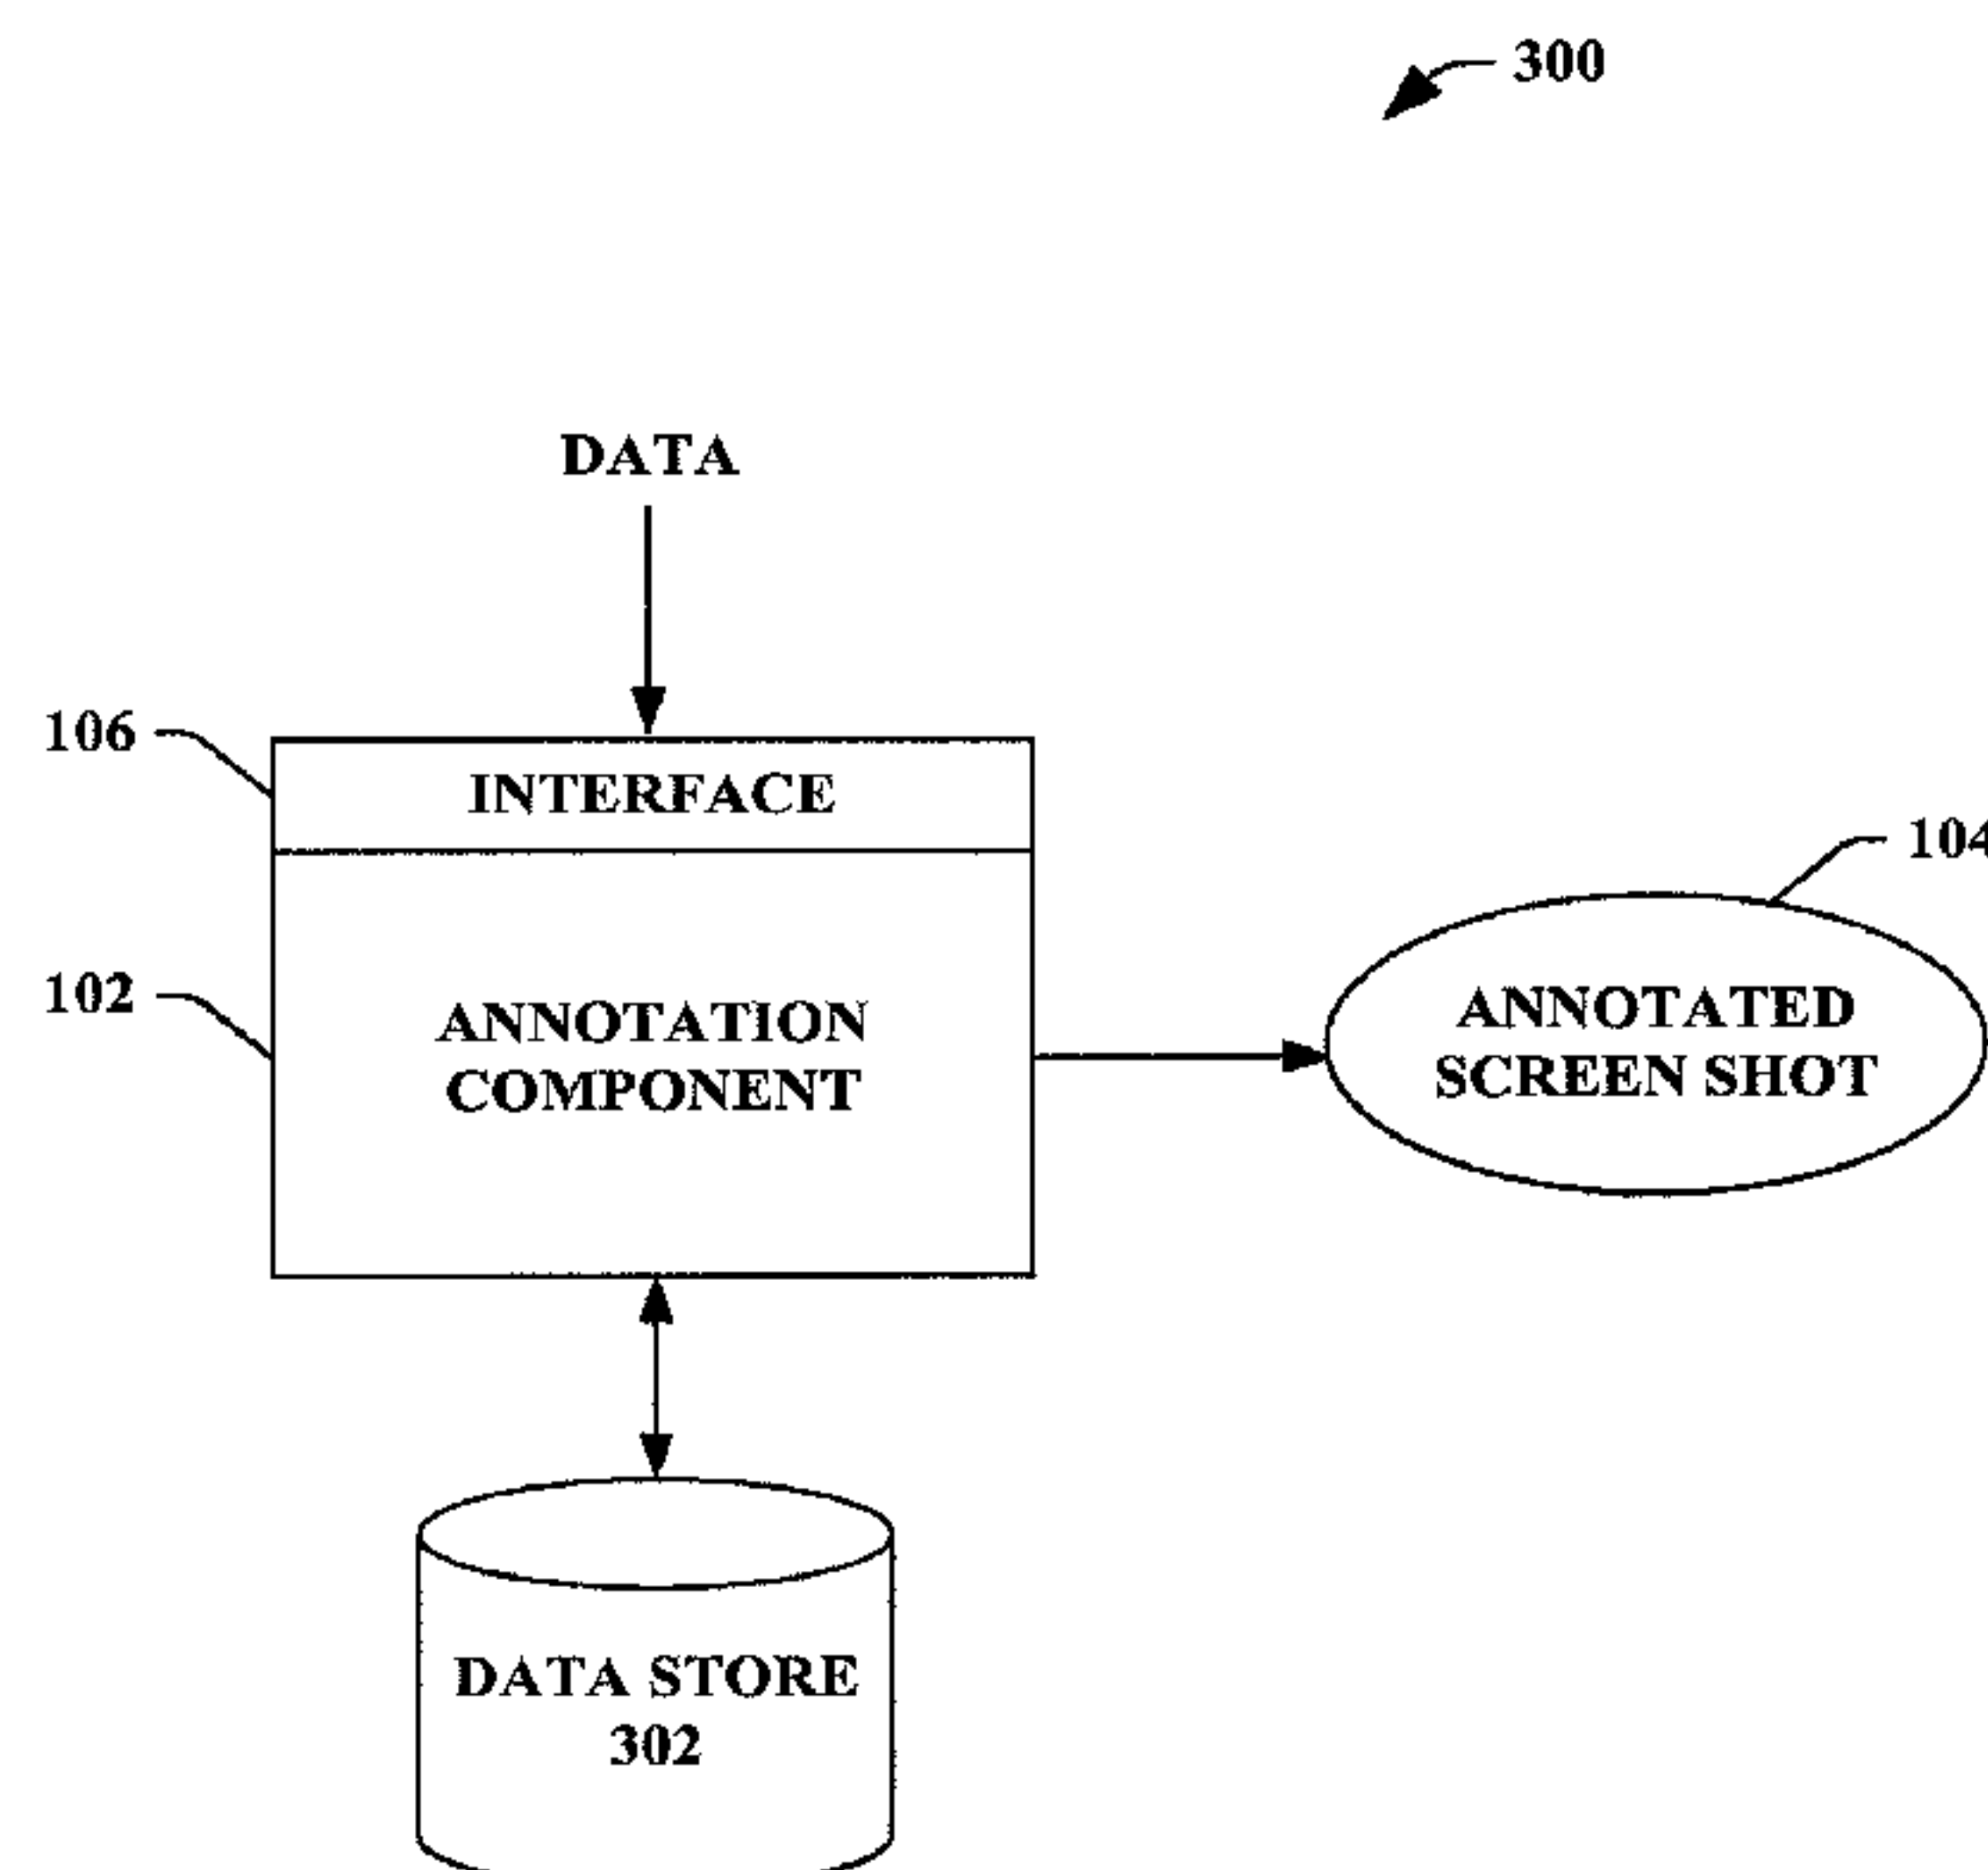 300
DATA
106
INTERFACE
104
102
ANNOTATION
COMPONENT
ANNOTATED
SCREEN SHOT
DATA STORE
302